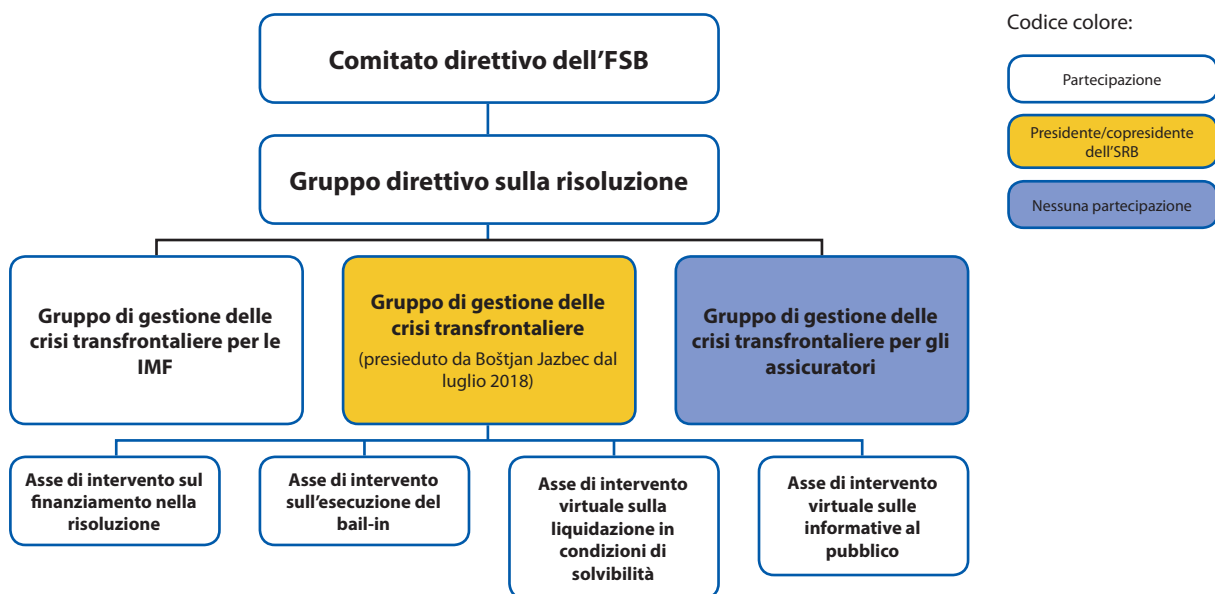 Comitato direttivo dell'FSB
Gruppo direttivo sulla risoluzione
Gruppo di gestione delle
crisi transfrontaliere per le
IMF
Gruppo di gestione delle
crisi transfrontaliere
(presieduto da Boštjan Jazbec dal
luglio 2018)
Gruppo di gestione delle
crisi transfrontaliere per gli
assicuratori
Asse di intervento sul
finanziamento nella
risoluzione
Asse di intervento
sull'esecuzione del
bail-in
Asse di intervento
virtuale sulla
liquidazione in
condizioni di
solvibilità
Asse di intervento
virtuale sulle
informative al
pubblico
Codice colore:
Partecipazione
Presidente/copresidente
dell'SRB
Nessuna partecipazione